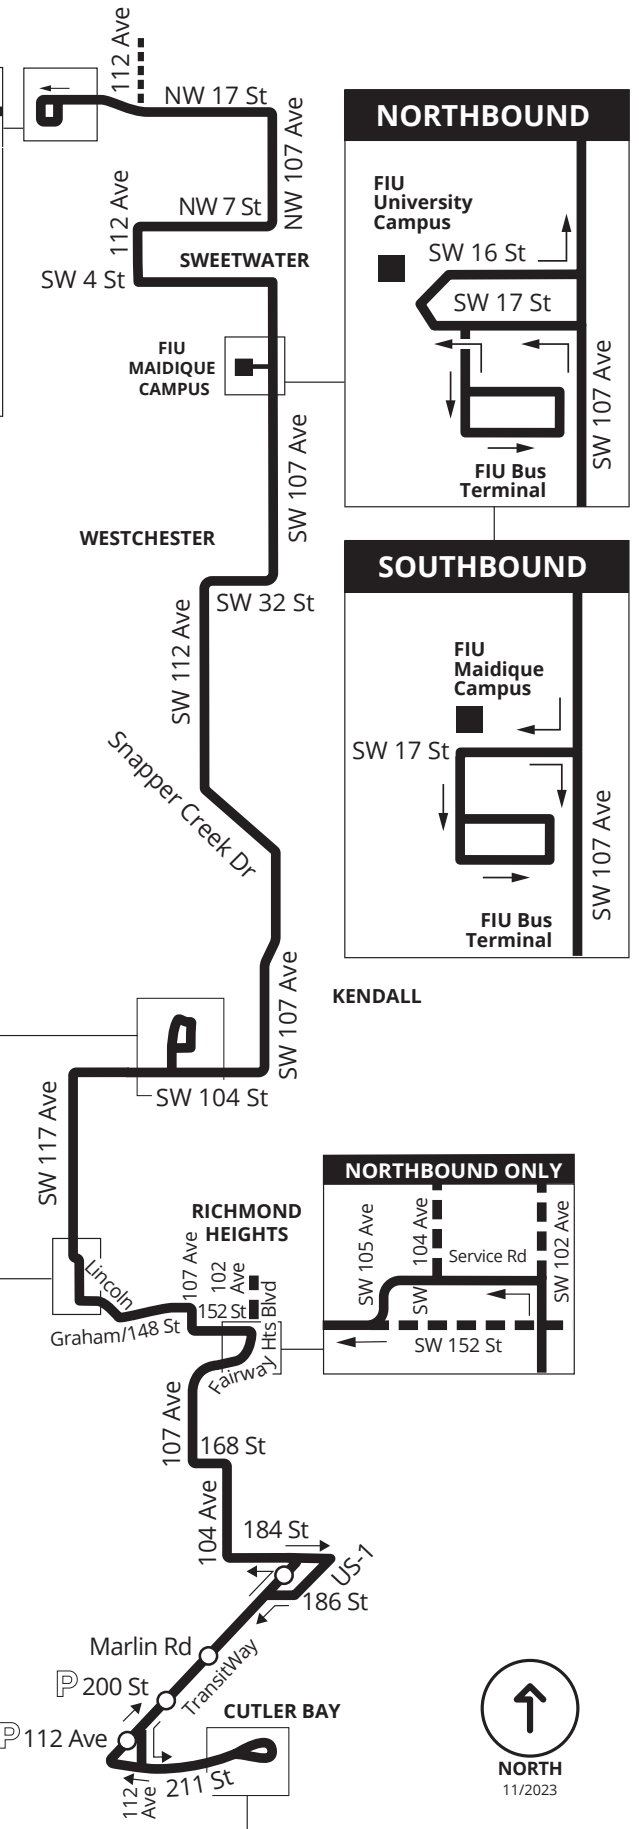 112 Ave
NW 17 St
NW 107 Ave
NW 7 St
112 Ave
SWEETWATER
SW 4 St
FIU
MAIDIQUE
CAMPUS
SW 107 Ave
WESTCHESTER
SW 32 St
SW 112 Ave
Snapper Creek Dr
SW 107 Ave
KENDALL
SW 104 St
SW 117 Ave
RICHMOND
HEIGHTS
Lincoln
107 Ave
102
Ave
152 St
Graham/148 St
Fairway Hts Blvd
107 Ave
168 St
104 Ave
184 St
US-1
186 St
Marlin Rd
P 200 St
TransitWay
P 112 Ave
CUTLER BAY
211 St
112
Ave
NORTHBOUND
FIU
University
Campus
SW 16 St
SW 17 St
SW 107 Ave
FIU Bus
Terminal
SOUTHBOUND
FIU
Maidique
Campus
SW 17 St
SW 107 Ave
FIU Bus
Terminal
NORTHBOUND ONLY
SW 105 Ave
SW 104 Ave
Service Rd
SW 102 Ave
SW 152 St
NORTH
11/2023